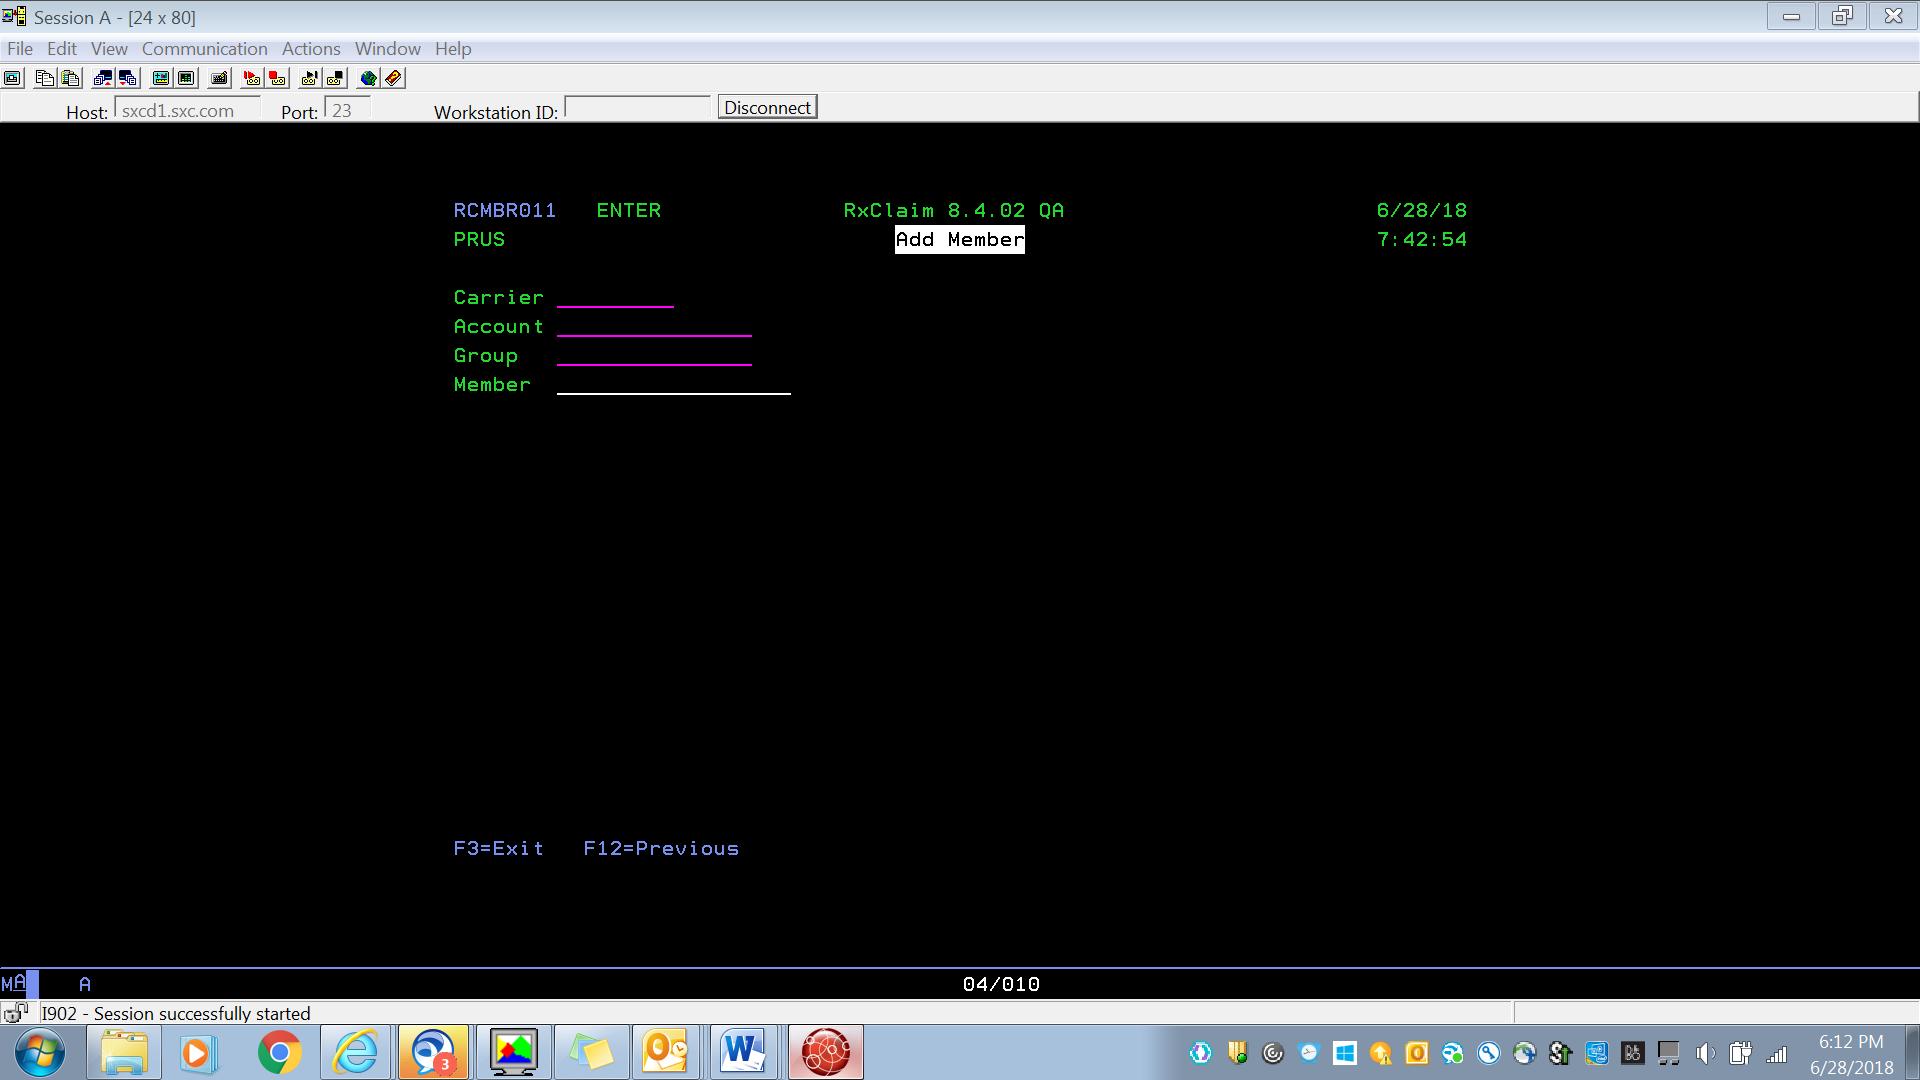 Session A - [24 x 80]
File Edit View Communication Actions Window Help
Host: sxcd1.sxc.com Port: 23 Workstation ID: Disconnect
RCMBR011 ENTER RxClaim 8.4.02 QA 6/28/18
PRUS Add Member 7:42:54
Carrier
Account
Group
Member
F3=Exit F12=Previous
MA A 04/010
I902 - Session successfully started
3
6:12 PM
6/28/2018